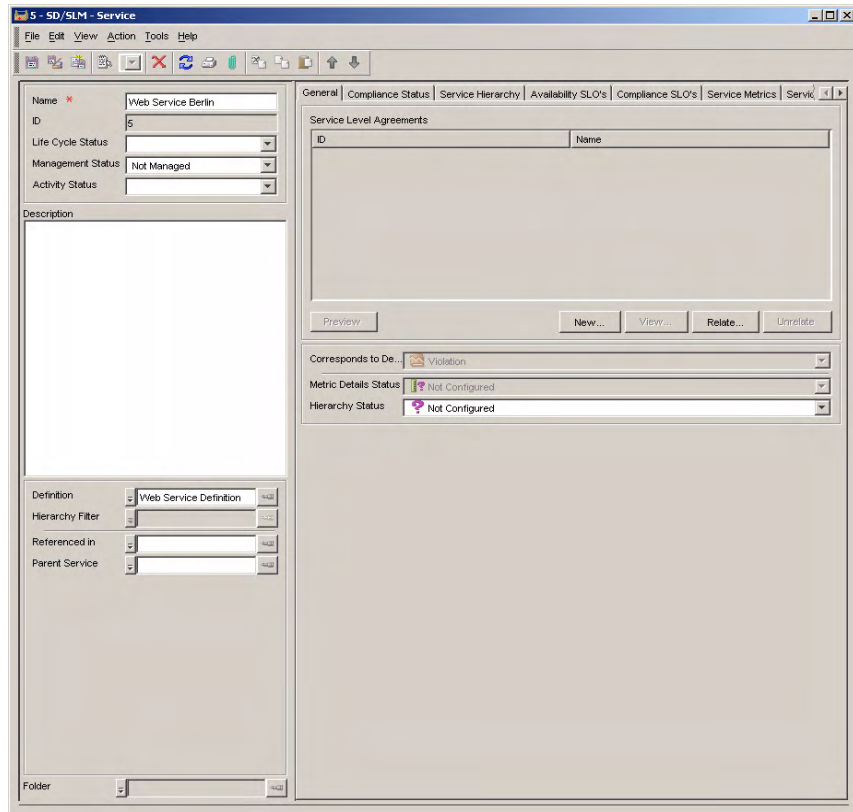 5 - SD/SLM - Service
File Edit View Action Tools Help
Name
Web Service Berlin
ID
5
Life Cycle Status
Management Status
Not Managed
Activity Status
Description
Definition
Web Service Definition
Hierarchy Filter
Referenced in
Parent Service
Folder
General Compliance Status Service Hierarchy Availability SLO's Compliance SLO's Service Metrics Servic
Service Level Agreements
ID Name
Preview New... View... Relate... Unrelate
Corresponds to De... Violation
Metric Details Status Not Configured
Hierarchy Status Not Configured